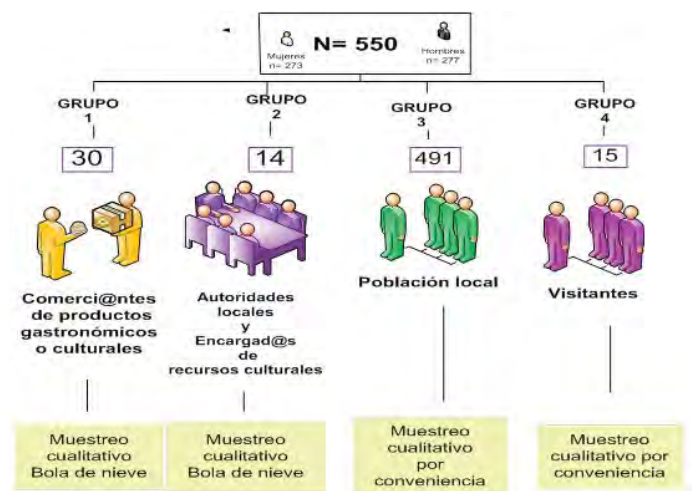 N= 550
Mujeres
n= 273
Hombres
n= 277
GRUPO
1
30
Comerci@ntes
de productos
gastronómicos
o culturales
Muestreo
cualitativo
Bola de nieve
GRUPO
2
14
Autoridades
locales
y
Encargad@s
de
recursos culturales
Muestreo
cualitativo
Bola de nieve
GRUPO
3
491
Población local
Muestreo
cualitativo
por
conveniencia
GRUPO
4
15
Visitantes
Muestreo
cualitativo por
conveniencia